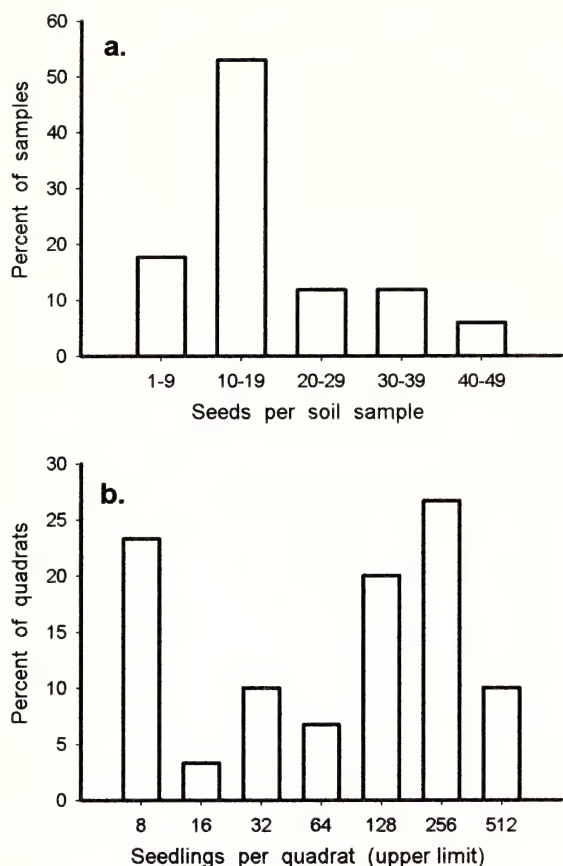 a.
Percent of samples
60
50
40
30
20
10
0
1-9 10-19 20-29 30-39 40-49
Seeds per soil sample
b.
Percent of quadrats
30
25
20
15
10
5
0
8 16 32 64 128 256 512
Seedlings per quadrat (upper limit)